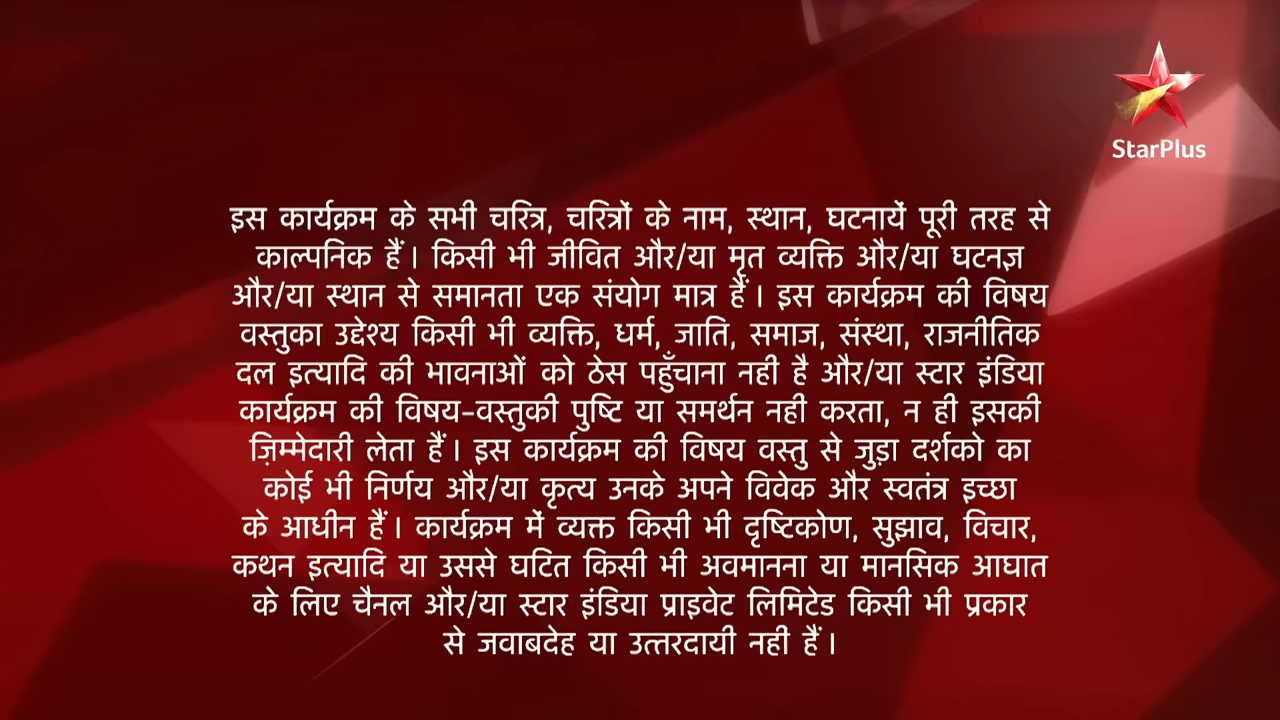 StarPlus
इस कार्यक्रम के सभी चरित्र, चरित्रों के नाम, स्थान, घटनायें पूरी तरह से
काल्पनिक हैं। किसी भी जीवित और/या मृत व्यक्ति और/या घटनज्ञ
और/या स्थान से समानता एक संयोग मात्र हैं। इस कार्यक्रम की विषय
वस्तुका उद्देश्य किसी भी व्यक्ति, धर्म, जाति, समाज, संस्था, राजनीतिक
दल इत्यादि की भावनाओं को ठेस पहुँचाना नही है और/या स्टार इंडिया
कार्यक्रम की विषय-वस्तुकी पुष्टि या समर्थन नही करता, न ही इसकी
ज़िम्मेदारी लेता हैं। इस कार्यक्रम की विषय वस्तु से जुड़ा दर्शको का
कोई भी निर्णय और/या कृत्य उनके अपने विवेक और स्वतंत्र इच्छा
के आधीन हैं। कार्यक्रम में व्यक्त किसी भी दृष्टिकोण, सुझाव, विचार,
कथन इत्यादि या उससे घटित किसी भी अवमानना या मानसिक आघात
के लिए चैनल और/या स्टार इंडिया प्राइवेट लिमिटेड किसी भी प्रकार
से जवाबदेह या उत्तरदायी नही हैं।